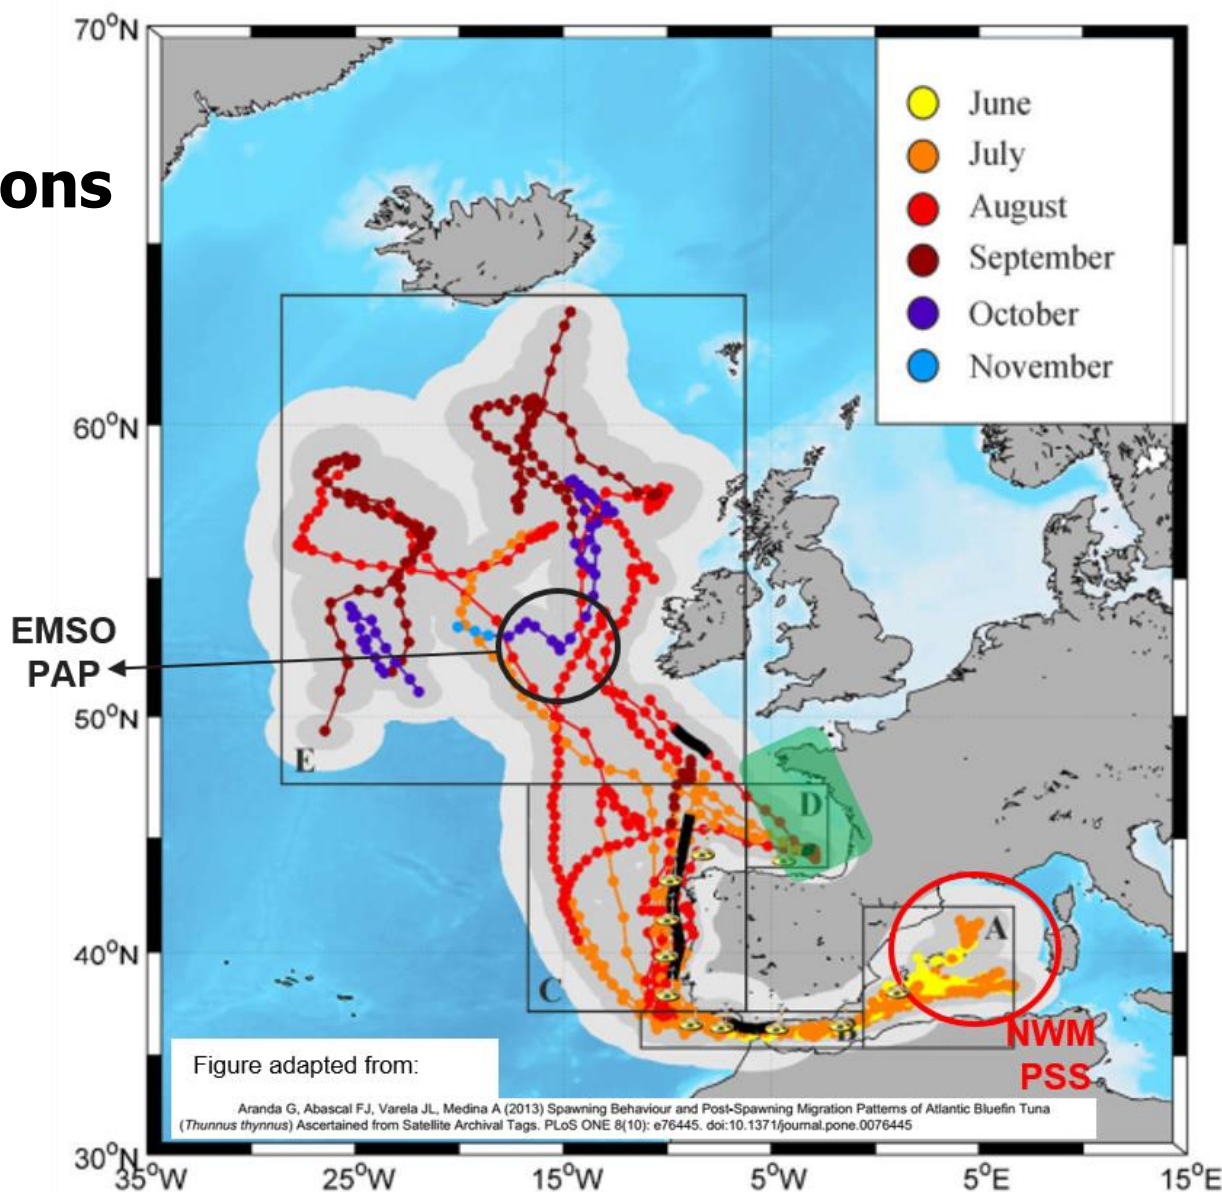 70°N
ons
June
July
August
September
October
November
60°N
EMSO
PAP
50°N
E
D
A
40°N
C
B
NWM
PSS
Figure adapted from:
Aranda G, Abascal FJ, Varela JL, Medina A (2013) Spawning Behaviour and Post-Spawning Migration Patterns of Atlantic Bluefin Tuna
(Thunnus thynnus) Ascertained from Satellite Archival Tags. PLoS ONE 8(10): e76445. doi:10.1371/journal.pone.0076445
30°N
35°W 25°W 15°W 5°W 5°E 15°E